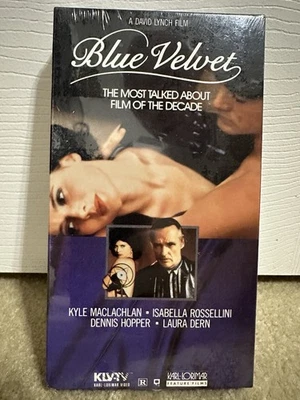 A DAVID LYNCH FILM
Blue Velvet
THE MOST TALKED ABOUT
FILM OF THE DECADE
KYLE MACLACHLAN • ISABELLA ROSSELLINI
DENNIS HOPPER • LAURA DERN
KLV-TV
KARL-LORIMAR VIDEO
R
KARL-LORIMAR
FEATURE FILMS